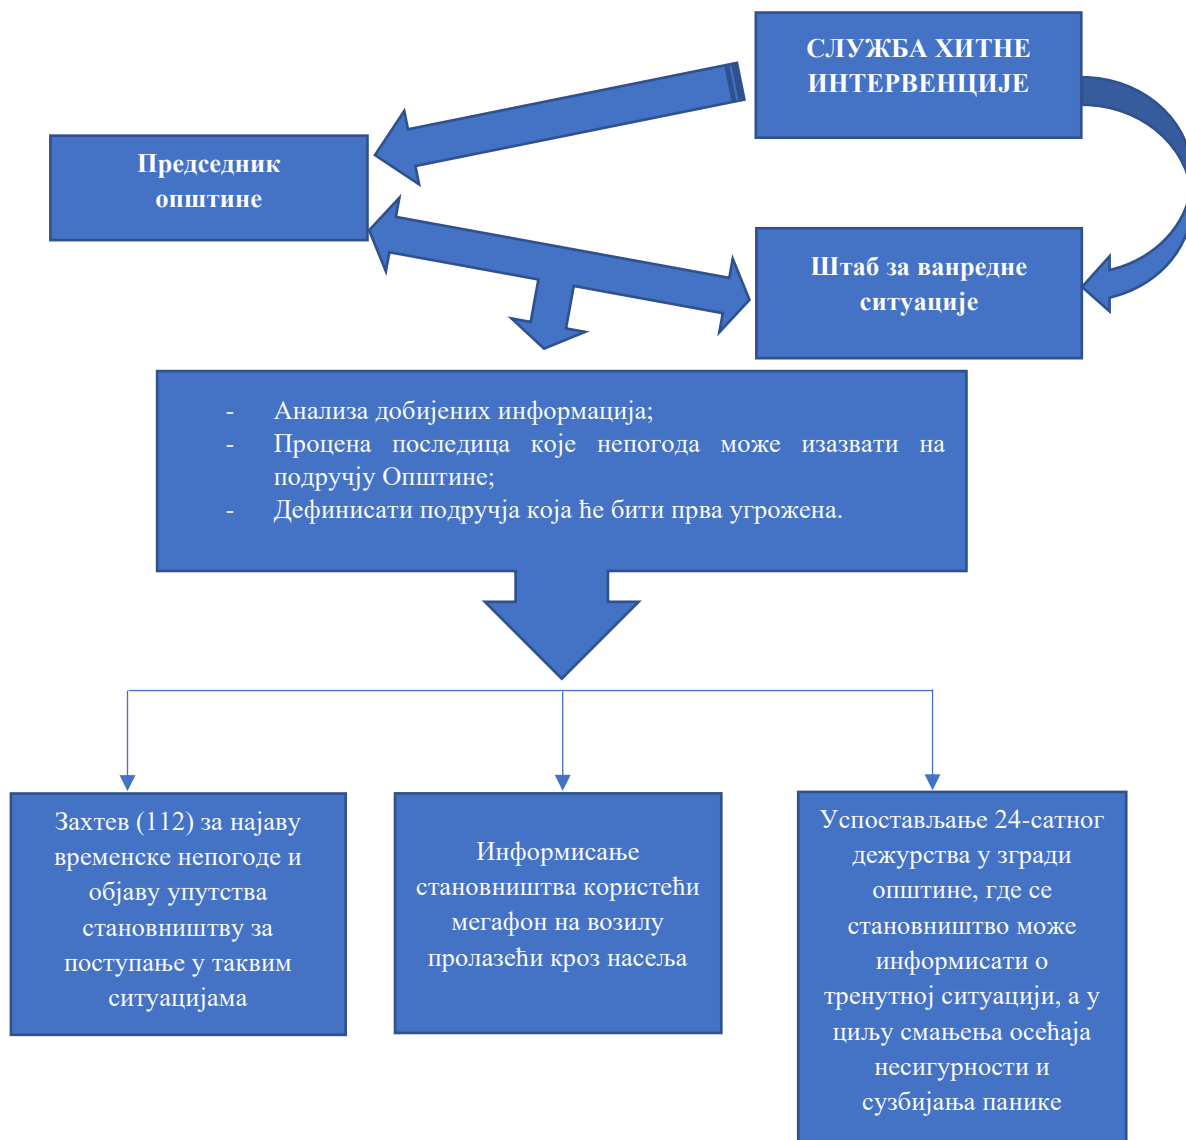 СЛУЖБА ХИТНЕ
ИНТЕРВЕНЦИЈЕ
Председник
општине
Штаб за ванредне
ситуације
- Анализа добијених информација;
- Процена последица које непогода може изазвати на
подручју Општине;
- Дефинисати подручја која ће бити прва угрожена.
Захтев (112) за најаву
временске непогоде и
објаву упутства
становништву за
поступање у таквим
ситуацијама
Информисање
становништва користећи
мегафон на возилу
пролазећи кроз насеља
Успостављање 24-сатног
дежурства у згради
општине, где се
становништво може
информисати о
тренутној ситуацији, а у
циљу смањења осећаја
несигурности и
сузбијања панике